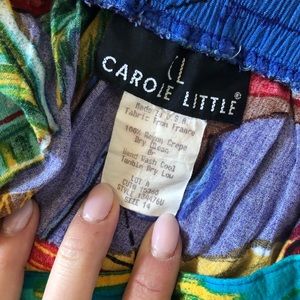 CL
CAROLE LITTLE®
Made In U S A
Fabric From France
100% Rayon Crepe
Dry Clean
or
Hand Wash Cool
Tumble Dry Low
LOT A
SIZE 14